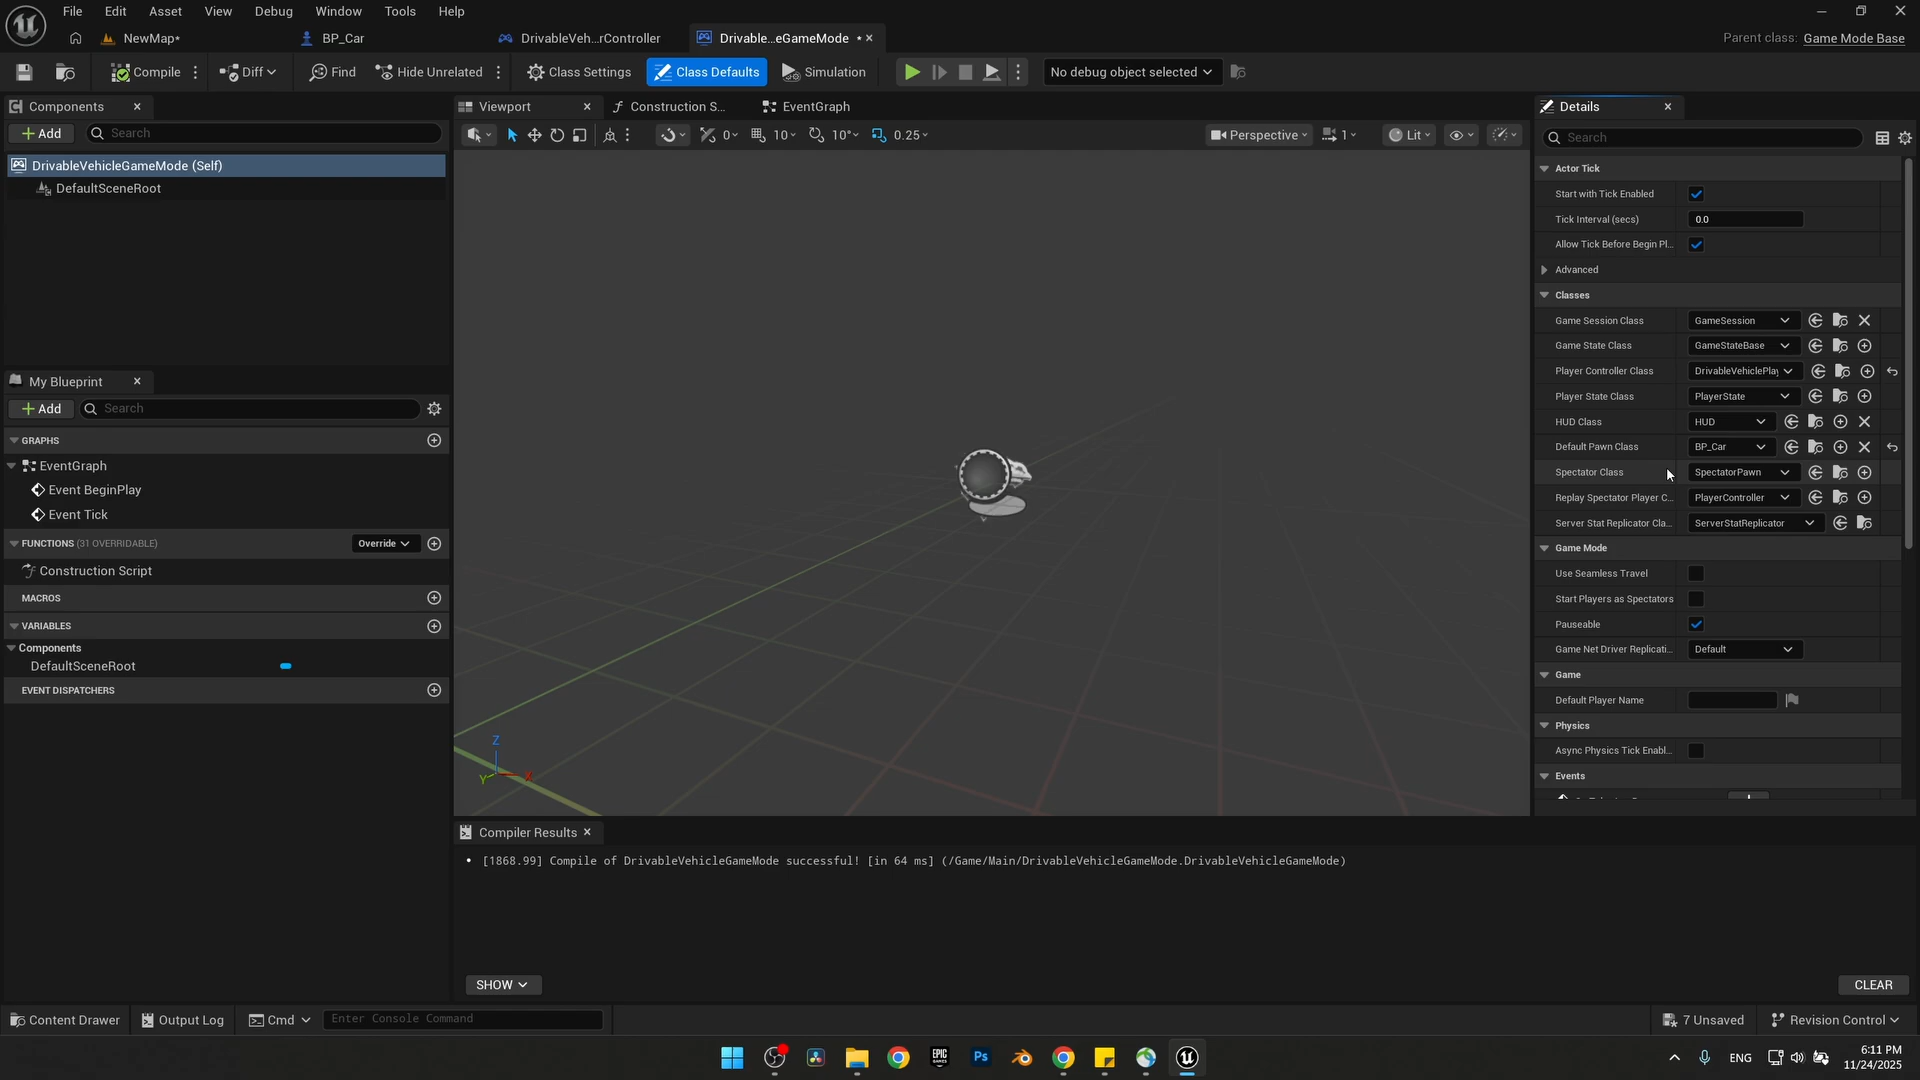 File Edit Asset View Debug Window Tools Help
NewMap* BP_Car DrivableVeh...rController Drivable...eGameMode * Parent class: Game Mode Base
Compile Diff Find Hide Unrelated Class Settings Class Defaults Simulation No debug object selected
Components
Add Search
DrivableVehicleGameMode (Self)
DefaultSceneRoot
My Blueprint
Add Search
GRAPHS
EventGraph
Event BeginPlay
Event Tick
FUNCTIONS (31 OVERRIDABLE) Override
Construction Script
MACROS
VARIABLES
Components
DefaultSceneRoot
EVENT DISPATCHERS
Viewport Construction S... EventGraph
0 10 10° 0.25 Perspective 1 Lit
Z
Y X
Compiler Results
• [1868.99] Compile of DrivableVehicleGameMode successful! [in 64 ms] (/Game/Main/DrivableVehicleGameMode.DrivableVehicleGameMode)
SHOW CLEAR
Details
Search
Actor Tick
Start with Tick Enabled
Tick Interval (secs) 0.0
Allow Tick Before Begin Pl...
Advanced
Classes
Game Session Class GameSession
Game State Class GameStateBase
Player Controller Class DrivableVehiclePlay
Player State Class PlayerState
HUD Class HUD
Default Pawn Class BP_Car
Spectator Class SpectatorPawn
Replay Spectator Player C... PlayerController
Server Stat Replicator Cla... ServerStatReplicator
Game Mode
Use Seamless Travel
Start Players as Spectators
Pauseable
Game Net Driver Replicati... Default
Game
Default Player Name
Physics
Async Physics Tick Enabl...
Events
Content Drawer Output Log Cmd Enter Console Command 7 Unsaved Revision Control
EPIC GAMES Ps ENG 6:11 PM
11/24/2025